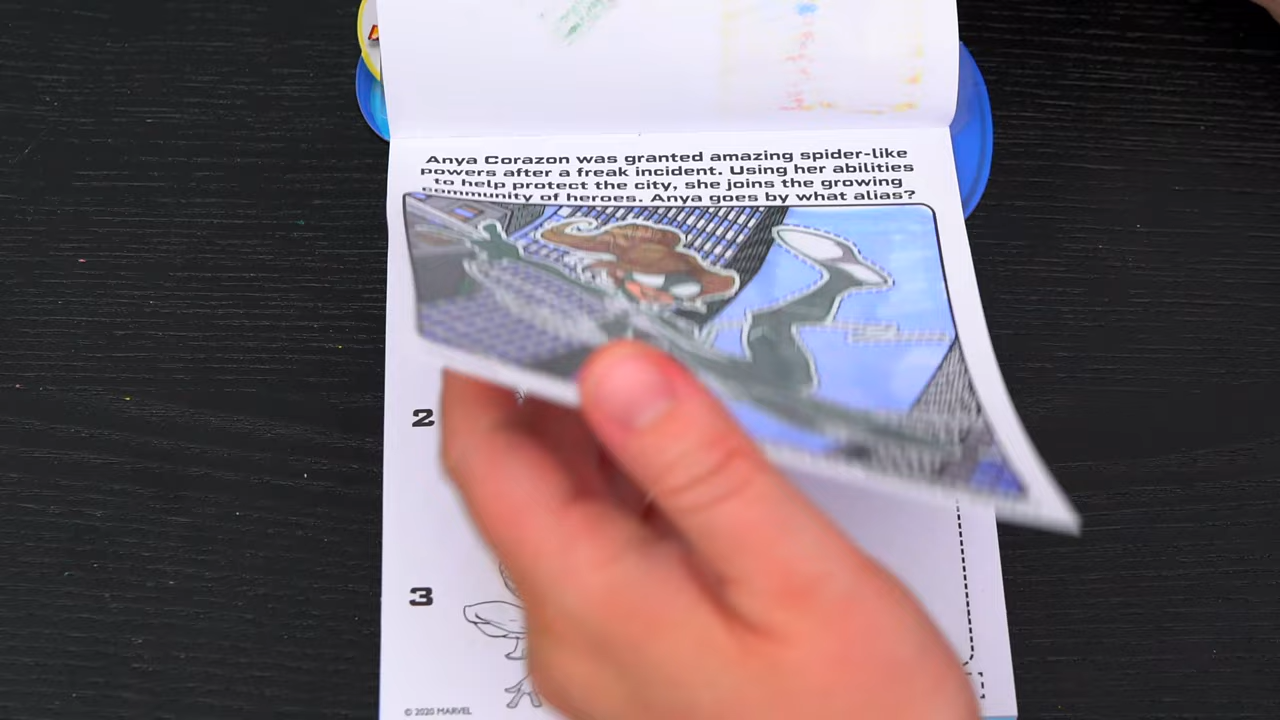 Anya Corazon was granted amazing spider-like
powers after a freak incident. Using her abilities
to help protect the city, she joins the growing
community of heroes. Anya goes by what alias?
2
3
© 2020 MARVEL